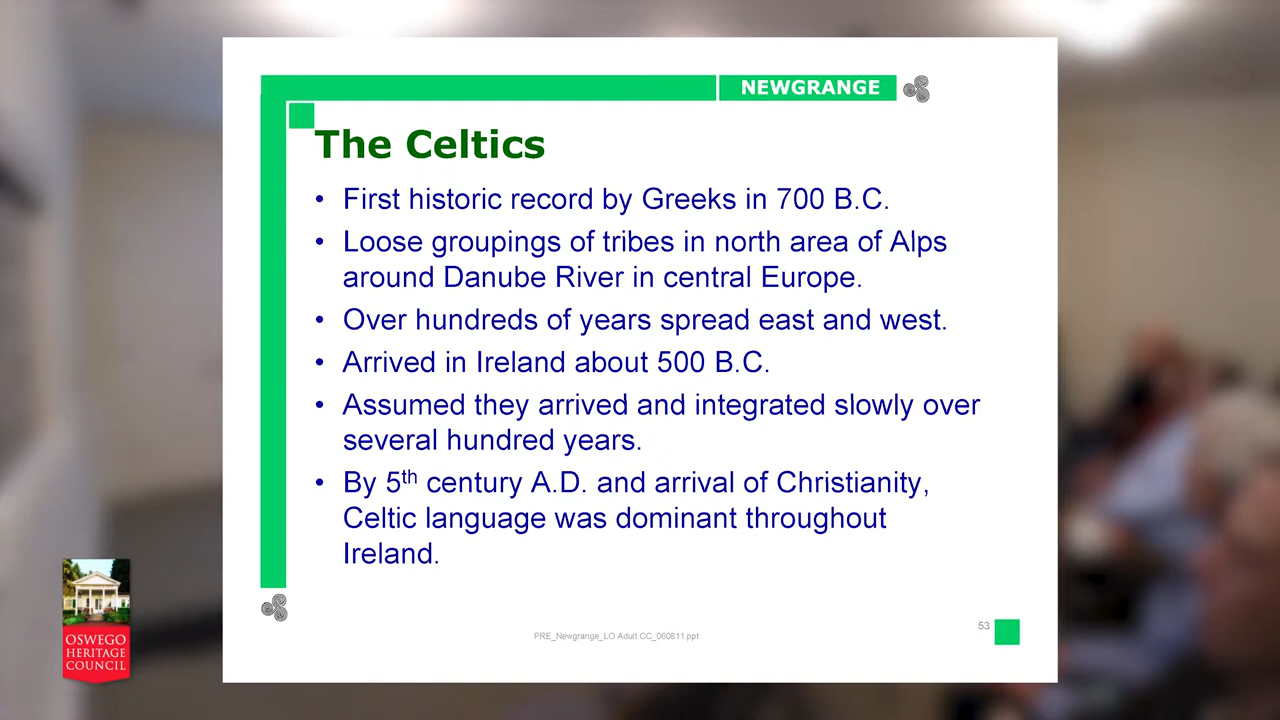 NEWGRANGE
The Celtics
• First historic record by Greeks in 700 B.C.
• Loose groupings of tribes in north area of Alps
around Danube River in central Europe.
• Over hundreds of years spread east and west.
• Arrived in Ireland about 500 B.C.
• Assumed they arrived and integrated slowly over
several hundred years.
• By 5th century A.D. and arrival of Christianity,
Celtic language was dominant throughout
Ireland.
53
PRE_Newgrange_LO Adult CC_060811.ppt
OSWEGO
HERITAGE
COUNCIL